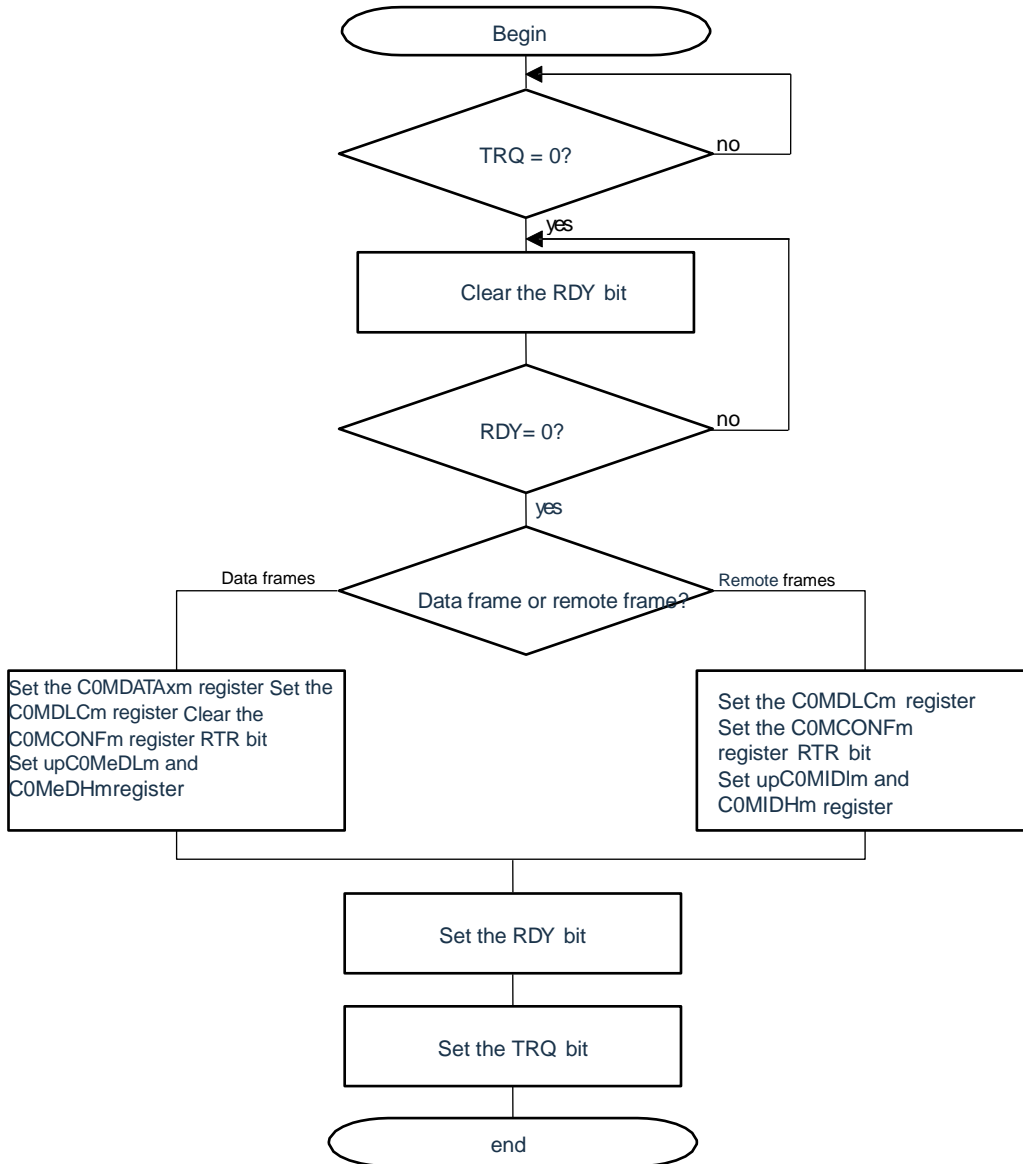 Begin
TRQ = 0?
no
yes
Clear the RDY bit
RDY= 0?
no
yes
Data frames
Remote frames
Data frame or remote frame?
Set the C0MDATAxm register Set the
C0MDLCm register Clear the
C0MCONFm register RTR bit
Set upC0MeDLm and
C0MeDHmregister
Set the C0MDLCm register
Set the C0MCONFm
register RTR bit
Set upC0MIDlm and
C0MIDHm register
Set the RDY bit
Set the TRQ bit
end